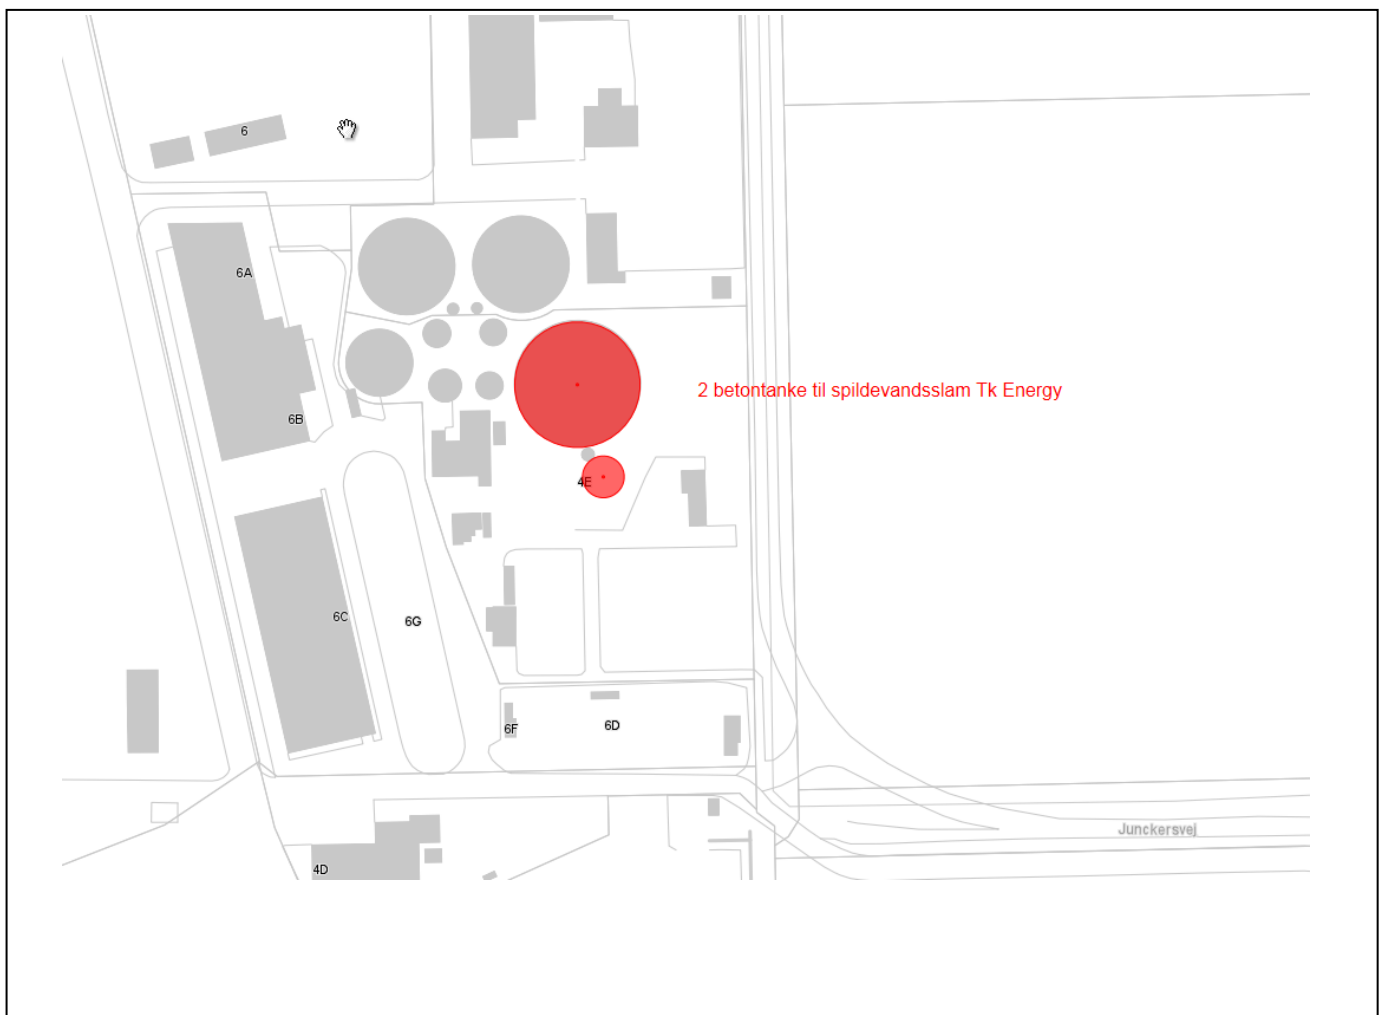 6
6A
2 betontanke til spildevandsslam Tk Energy
6B
4E
6C
6G
6F
6D
Junckersvej
4D